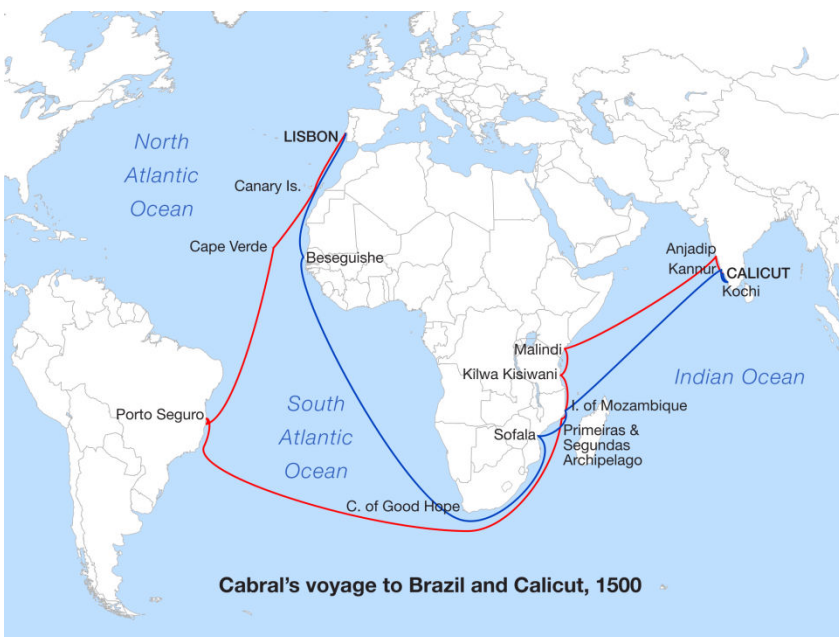 North
Atlantic
Ocean
LISBON
Canary Is.
Cape Verde
Beseguishe
Anjadip
Kannur
CALICUT
Kochi
Malindi
Kilwa Kisiwani
Indian Ocean
Porto Seguro
South
Atlantic
Ocean
I. of Mozambique
Sofala
Primeiras &
Segundas
Archipelago
C. of Good Hope
Cabral's voyage to Brazil and Calicut, 1500